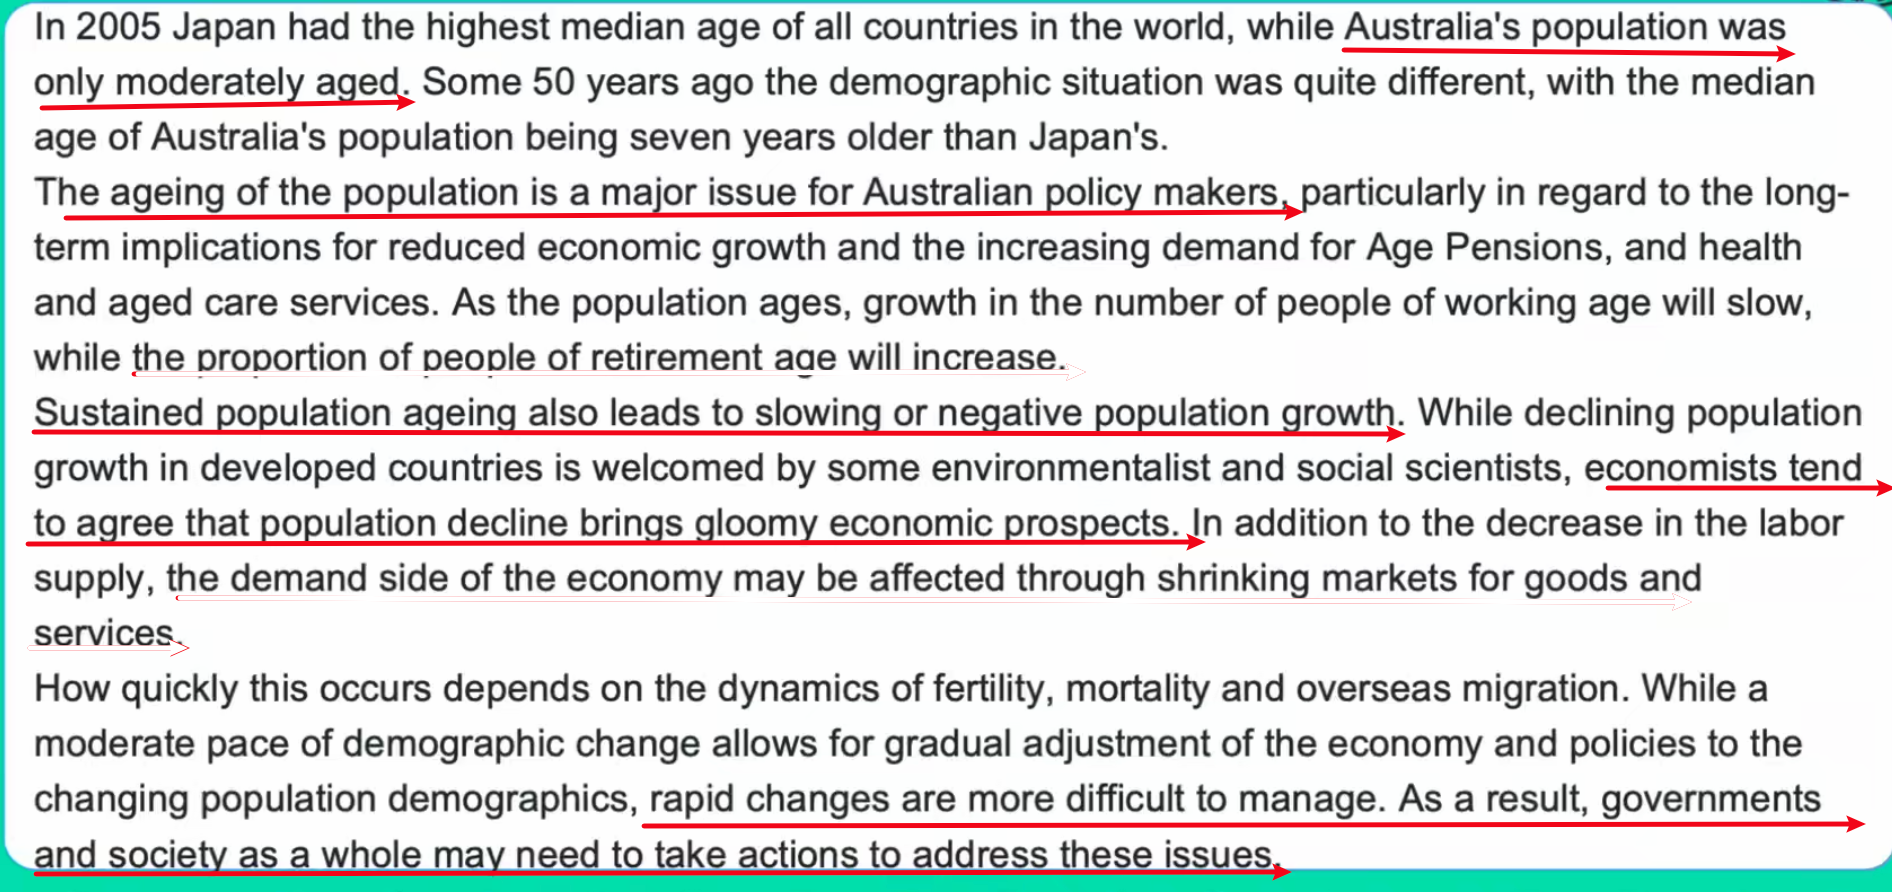 In 2005 Japan had the highest median age of all countries in the world, while Australia's population was
only moderately aged. Some 50 years ago the demographic situation was quite different, with the median
age of Australia's population being seven years older than Japan's.
The ageing of the population is a major issue for Australian policy makers, particularly in regard to the long-
term implications for reduced economic growth and the increasing demand for Age Pensions, and health
and aged care services. As the population ages, growth in the number of people of working age will slow,
while the proportion of people of retirement age will increase.
Sustained population ageing also leads to slowing or negative population growth. While declining population
growth in developed countries is welcomed by some environmentalist and social scientists, economists tend
to agree that population decline brings gloomy economic prospects. In addition to the decrease in the labor
supply, the demand side of the economy may be affected through shrinking markets for goods and
services.
How quickly this occurs depends on the dynamics of fertility, mortality and overseas migration. While a
moderate pace of demographic change allows for gradual adjustment of the economy and policies to the
changing population demographics, rapid changes are more difficult to manage. As a result, governments
and society as a whole may need to take actions to address these issues.